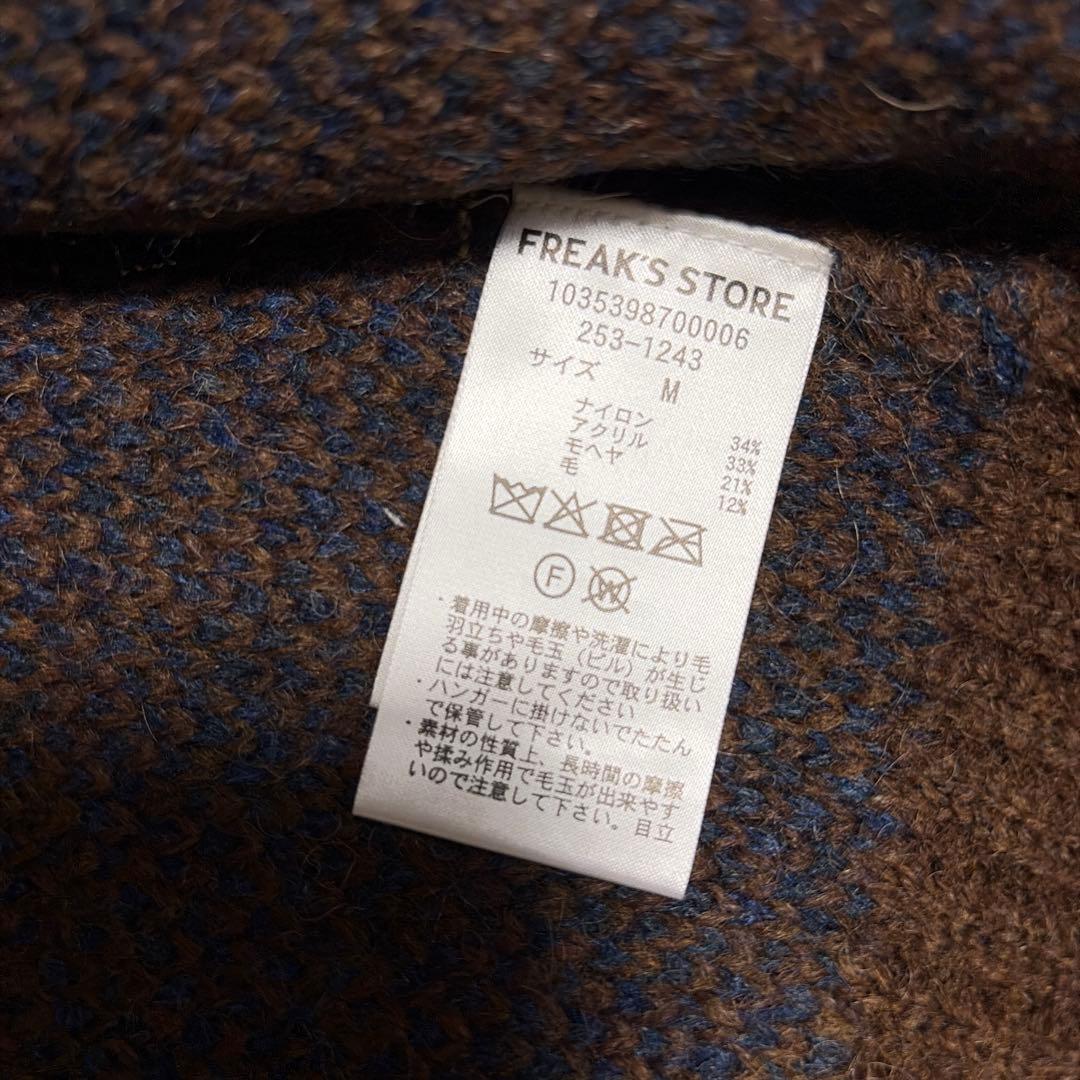 FREAK'S STORE
1035398700006
253-1243
サイズ M
ナイロン 34%
アクリル 33%
モヘヤ 21%
毛 12%
F W
・着用中の摩擦や洗濯により毛
羽立ちや毛玉（ピル）が生じ
る事がありますので取り扱い
には注意してください
・ハンガーに掛けないでたたん
で保管して下さい。
・素材の性質上、長時間の摩擦
や揉み作用で毛玉が出来やす
いので注意して下さい。目立